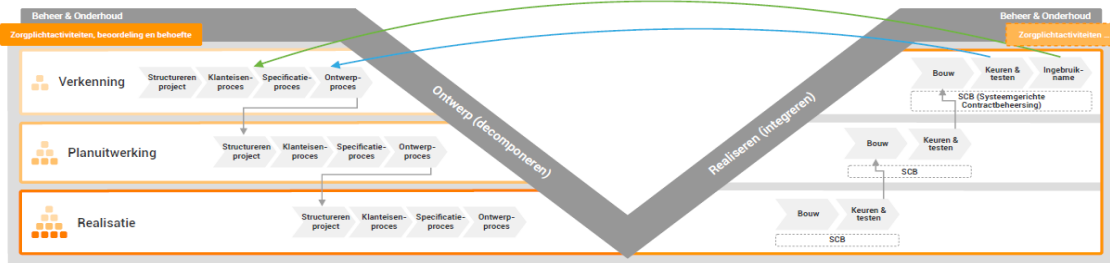 Beheer & Onderhoud
Beheer & Onderhoud
Zorgplichtactiviteiten, beoordeling en behoefte
Zorgplichtactiviteiten ...
Verkenning
Structureren
project
Klanteisen-
proces
Specificatie-
proces
Ontwerp-
proces
Ontwerp (decomponeren)
Realiseren (integreren)
Bouw
Keuren &
testen
Ingebruik-
name
SCB (Systeemgerichte
Contractbeheersing)
Planuitwerking
Structureren
project
Klanteisen-
proces
Specificatie-
proces
Ontwerp-
proces
Bouw
Keuren &
testen
SCB
Realisatie
Structureren
project
Klanteisen-
proces
Specificatie-
proces
Ontwerp-
proces
Bouw
Keuren &
testen
SCB